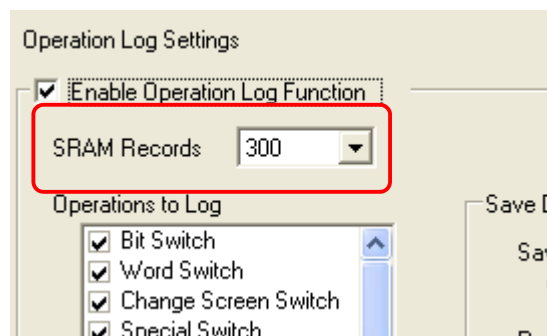 Operation Log Settings
Enable Operation Log Function
SRAM Records 300
Operations to Log
Save
Bit Switch
Word Switch
Change Screen Switch
Special Switch